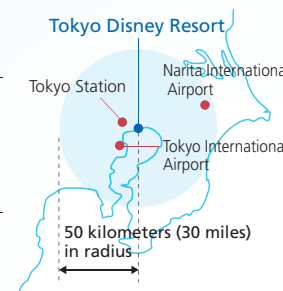 Tokyo Disney Resort
Narita Internationa
Airport
Tokyo Station
Tokyo Internationa
Airport
50 kilometers (30 miles)
in radius